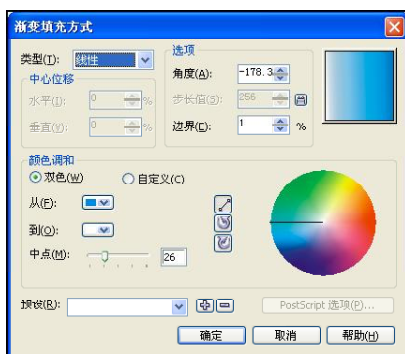 渐变填充方式
类型(T): 线性
中心位移
水平(I): 0 %
垂直(V): 0 %
选项
角度(A): -178.3
步长值(S): 256
边界(E): 1 %
颜色调和
双色(W) 自定义(C)
从(F):
到(O):
中点(M): 26
预设(R):
PostScript 选项(P)...
确定 取消 帮助(H)